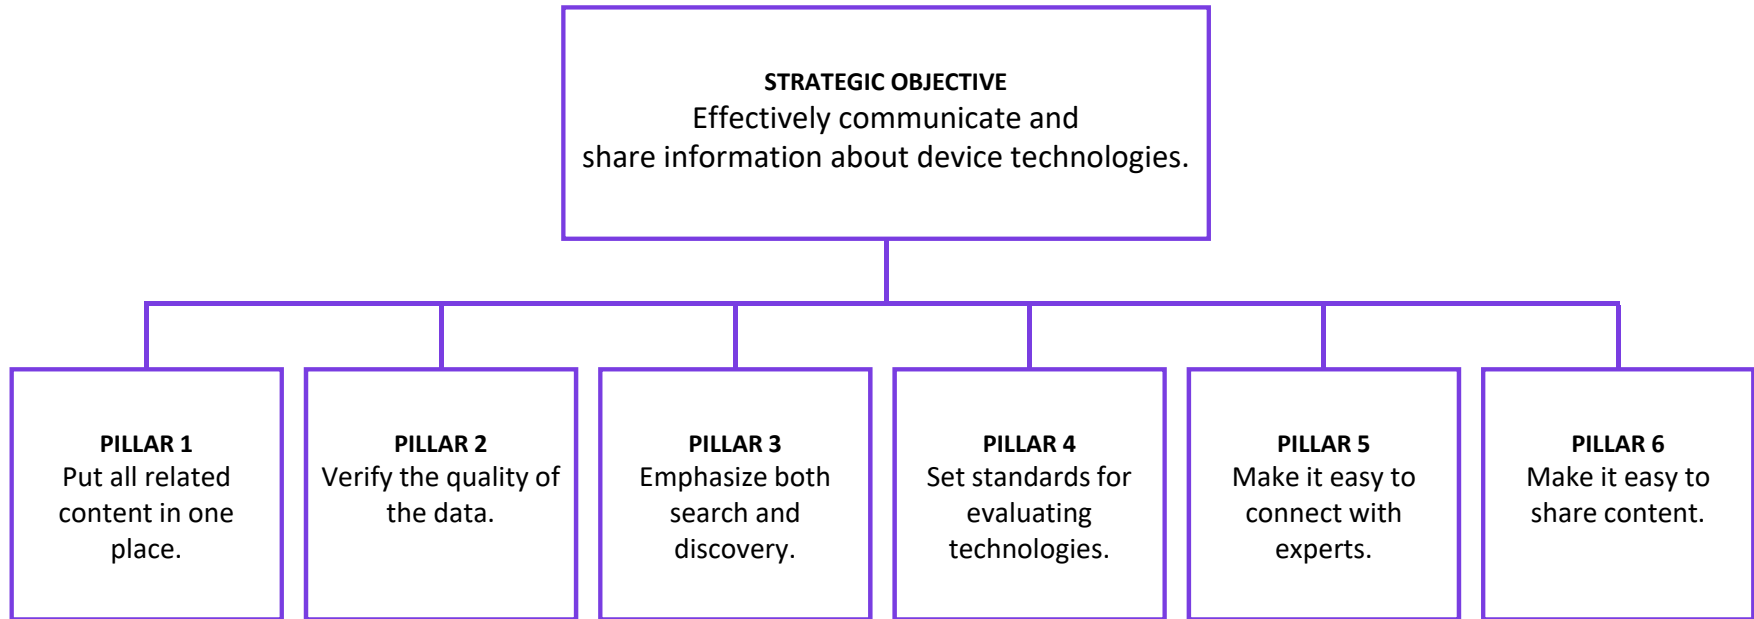 STRATEGIC OBJECTIVE
Effectively communicate and
share information about device technologies.
PILLAR 1
Put all related
content in one
place.
PILLAR 2
Verify the quality of
the data.
PILLAR 3
Emphasize both
search and
discovery.
PILLAR 4
Set standards for
evaluating
technologies.
PILLAR 5
Make it easy to
connect with
experts.
PILLAR 6
Make it easy to
share content.